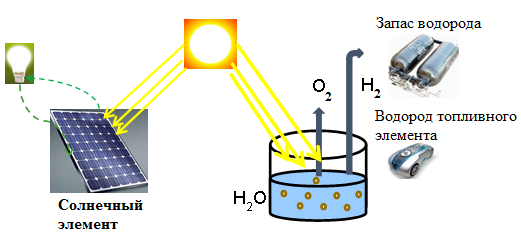 Запас водорода
O2
H2
Водород топливного
элемента
H2O
Солнечный
элемент